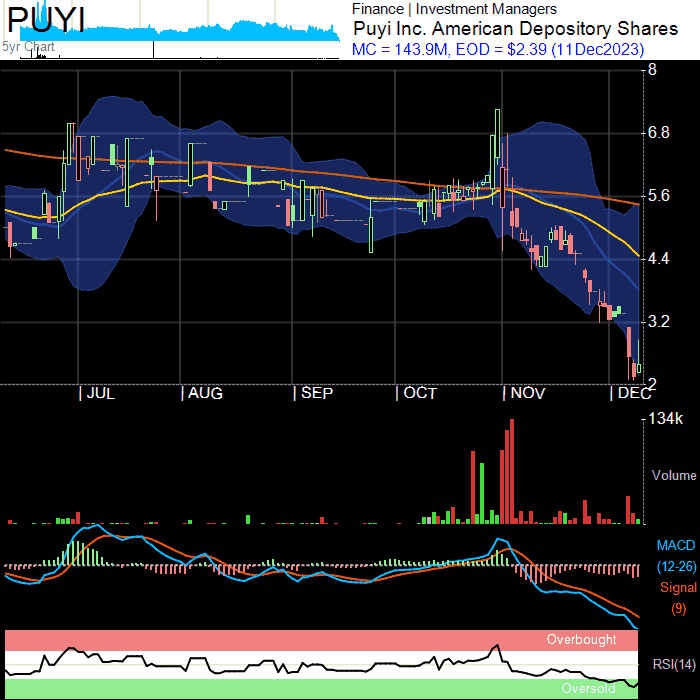 PUYI
5yr Chart
Finance | Investment Managers
Puyi Inc. American Depository Shares
MC = 143.9M, EOD = $2.39 (11Dec2023)
8
6.8
5.6
4.4
3.2
2
| JUL | AUG | SEP | OCT | NOV | DEC
134k
Volume
MACD
(12-26)
Signal
(9)
Overbought
RSI(14)
Oversold